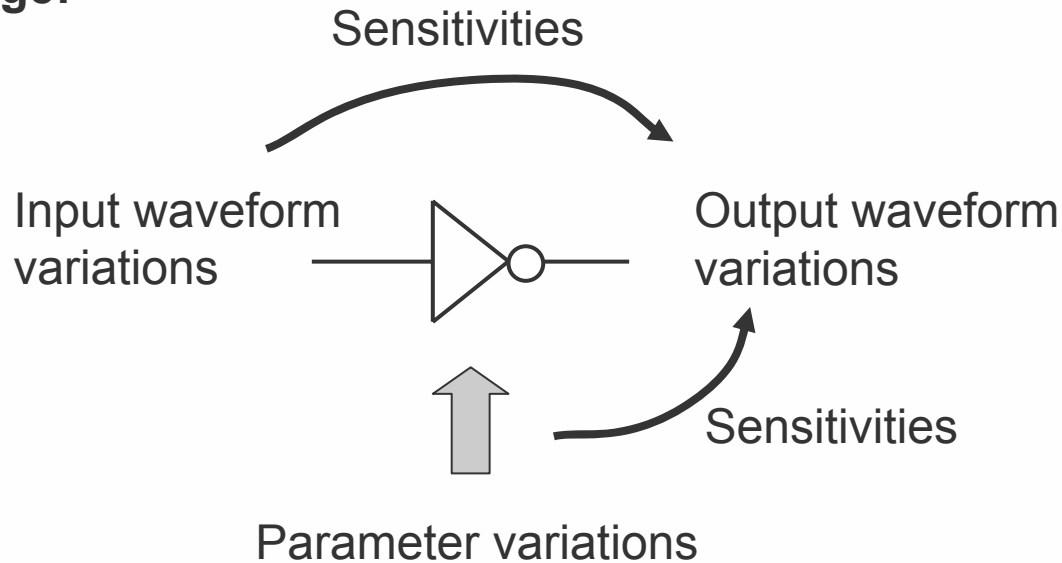 Sensitivities
Input waveform
variations
Output waveform
variations
Sensitivities
Parameter variations